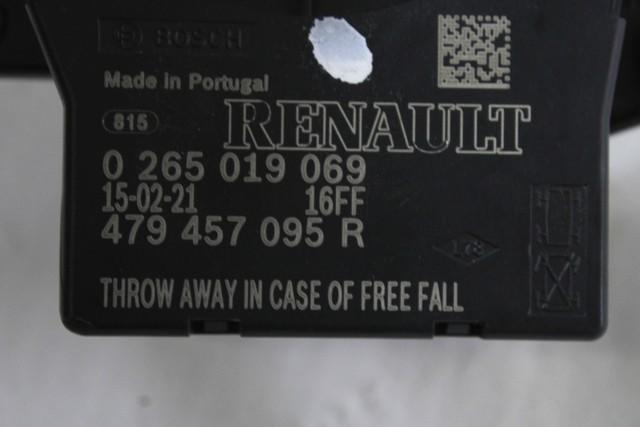 BOSCH
Made in Portugal
815 RENAULT
0 265 019 069
15-02-21 16FF
479 457 095 R
178
THROW AWAY IN CASE OF FREE FALL